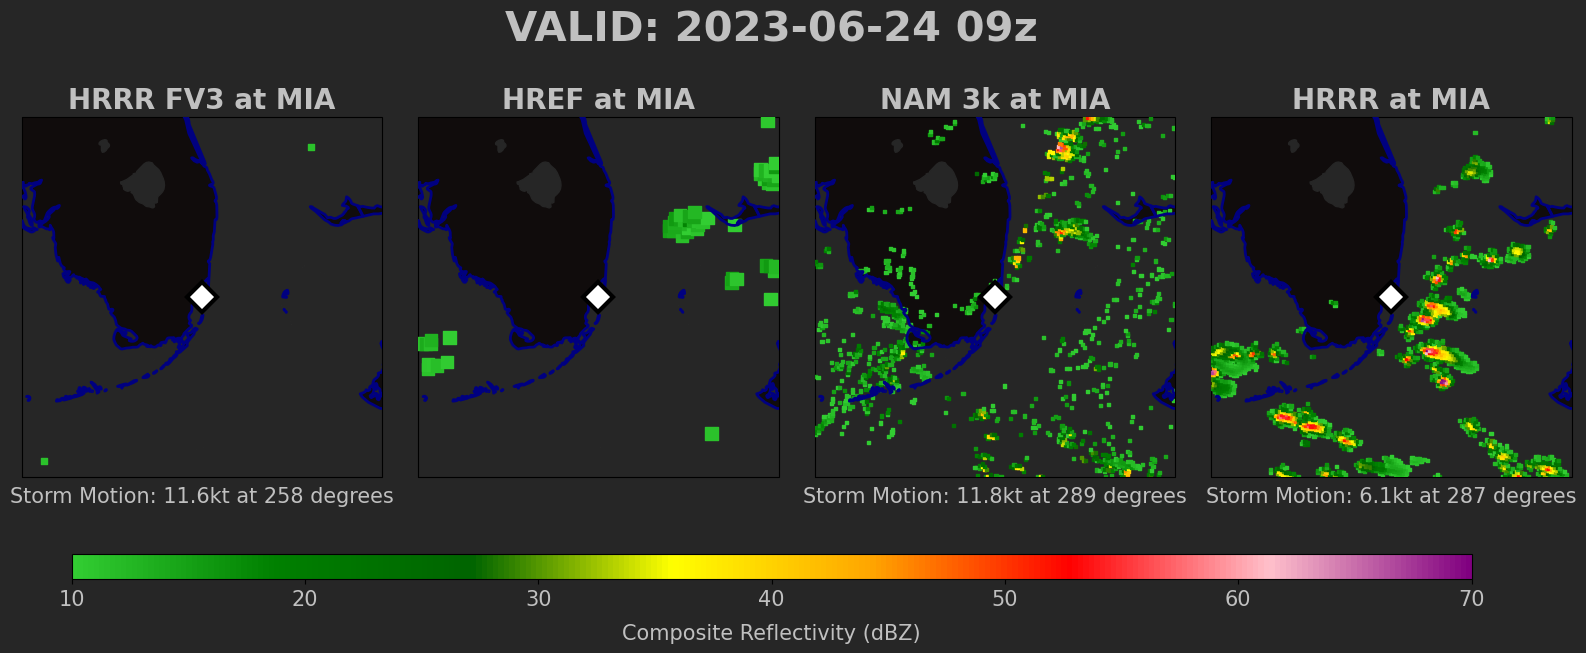 VALID: 2023-06-24 09z
HRRR FV3 at MIA
HREF at MIA
NAM 3k at MIA
HRRR at MIA
Storm Motion: 11.6kt at 258 degrees
Storm Motion: 11.8kt at 289 degrees
Storm Motion: 6.1kt at 287 degrees
10 20 30 40 50 60 70
Composite Reflectivity (dBZ)